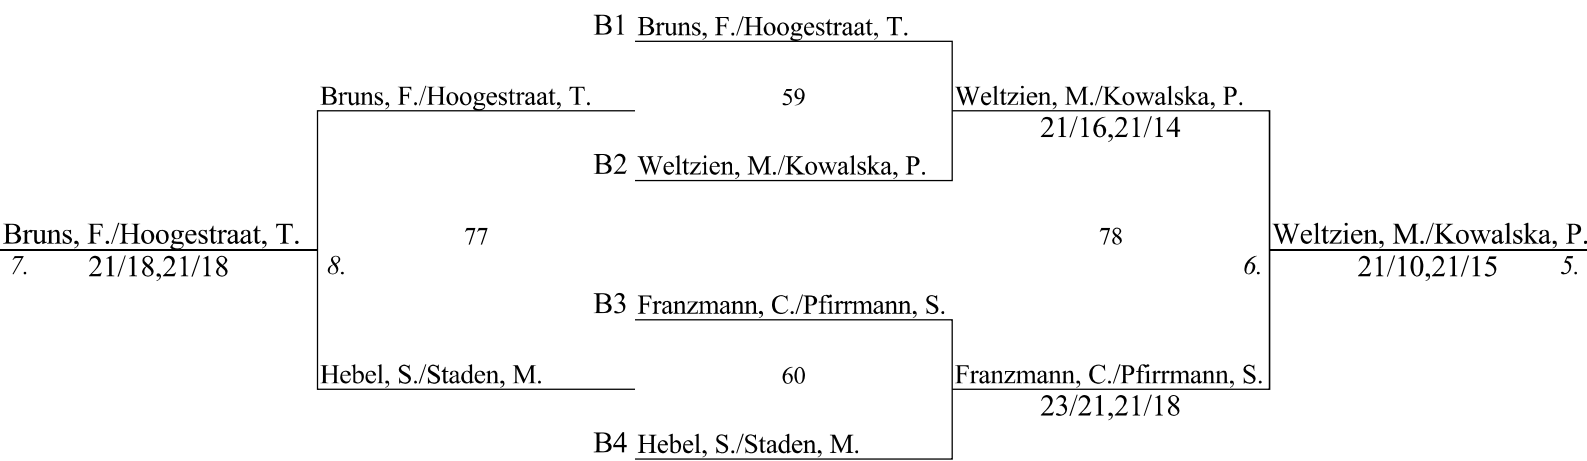 B1 Bruns, F./Hoogestraat, T.
Bruns, F./Hoogestraat, T. 59 Weltzien, M./Kowalska, P.
21/16,21/14
B2 Weltzien, M./Kowalska, P.
Bruns, F./Hoogestraat, T. 77 78 Weltzien, M./Kowalska, P.
7. 21/18,21/18 8. 6. 21/10,21/15 5.
B3 Franzmann, C./Pfirrmann, S.
Hebel, S./Staden, M. 60 Franzmann, C./Pfirrmann, S.
23/21,21/18
B4 Hebel, S./Staden, M.